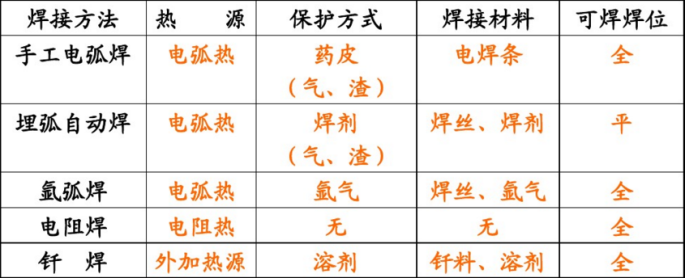 焊接方法 热 源 保护方式 焊接材料 可焊焊位
手工电弧焊 电弧热 药皮 电焊条 全
（气、渣）
埋弧自动焊 电弧热 焊剂 焊丝、焊剂 平
（气、渣）
氩弧焊 电弧热 氩气 焊丝、氩气 全
电阻焊 电阻热 无 无 全
钎 焊 外加热源 溶剂 钎料、溶剂 全